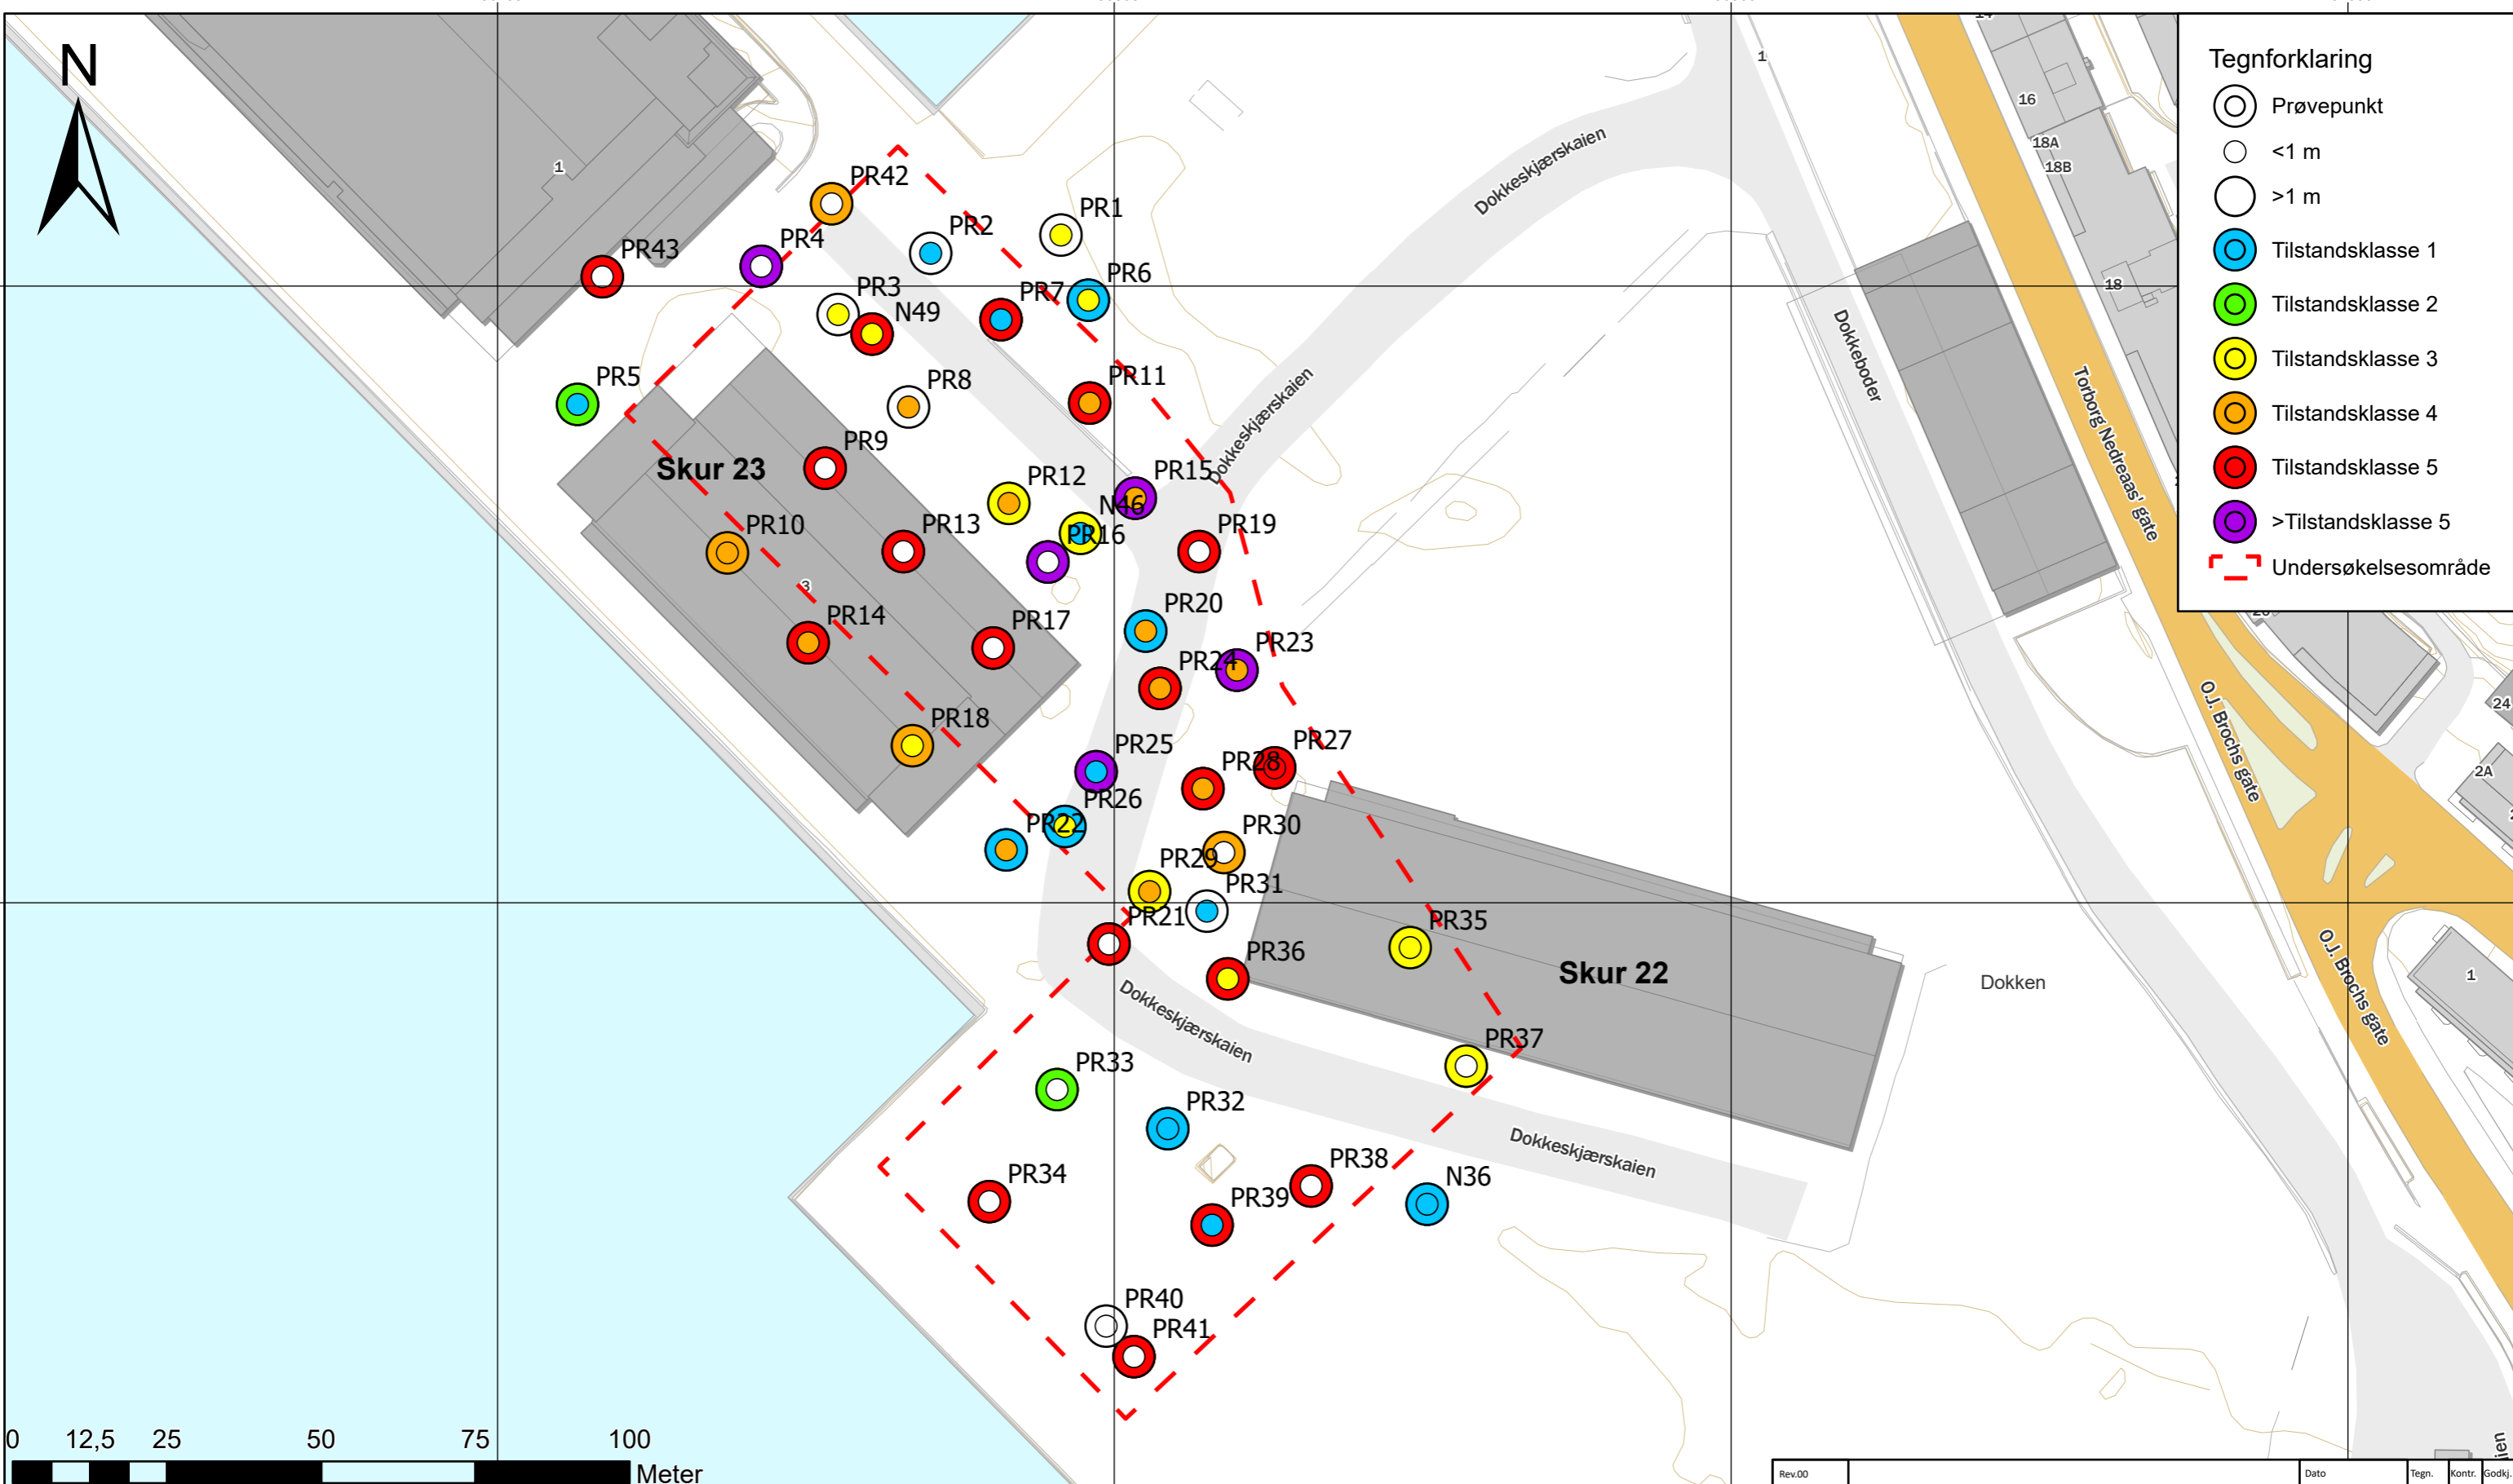 N
Tegnforklaring
Prøvepunkt
<1 m
>1 m
Tilstandsklasse 1
Tilstandsklasse 2
Tilstandsklasse 3
Tilstandsklasse 4
Tilstandsklasse 5
>Tilstandsklasse 5
Undersøkelsesområde
1
1
16
18A
18B
18
Dokkeskjærskaien
PR42
PR1
PR2
PR4
PR43
PR6
PR3
PR7
N49
Dokkeboder
PR5
PR8
PR11
Dokkeskjærskaien
Torborg Nedreaas' gate
PR9
Skur 23
PR12
PR15
N46
PR10
PR13
PR16
PR19
3
PR14
PR17
PR20
PR23
PR24
O.J. Brochs gate
24
PR18
PR25
PR27
PR28
2A
PR26
PR22
PR30
PR29
PR31
PR21
PR35
PR36
Skur 22
Dokken
O.J. Brochs gate
1
Dokkeskjærskaien
PR37
PR33
PR32
Dokkeskjærskaien
PR34
PR38
N36
PR39
PR40
PR41
0 12,5 25 50 75 100
Meter
Rev.00
Dato
Tegn.
Kontr.
Godkj.